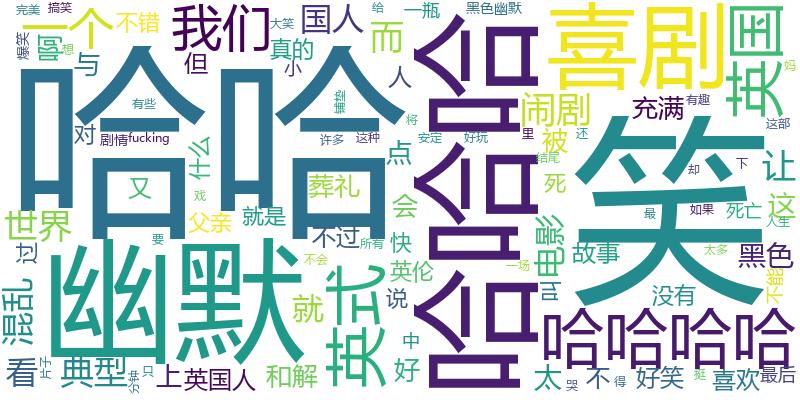 完美
搞笑
大笑
给
一瓶
黑色幽默
爆笑
啊
一个
不错
我们
国人
真的
而
喜剧
英国
妈
与
但
小
人
哈哈
哈哈哈
闹剧
充满
有趣
这部
有些
铺垫
将
对
剧情
fucking
许多
这种
安定
好玩
里
被
还
笑
什么
点
结尾
却
下
让
又
葬礼
死
戏
会
最
如果
死亡
这
世界
父亲
就是
人生
过
不过
快
电影
故事
太多
黑色
要
所有
幽默
英式
不会
英伦
一场
混乱
就
说
没有
不能
中
哈哈哈哈
看
片子
典型
分钟
只
上
英国人
和解
好
太
哭
不
得
好笑
挺
喜欢
最后
想